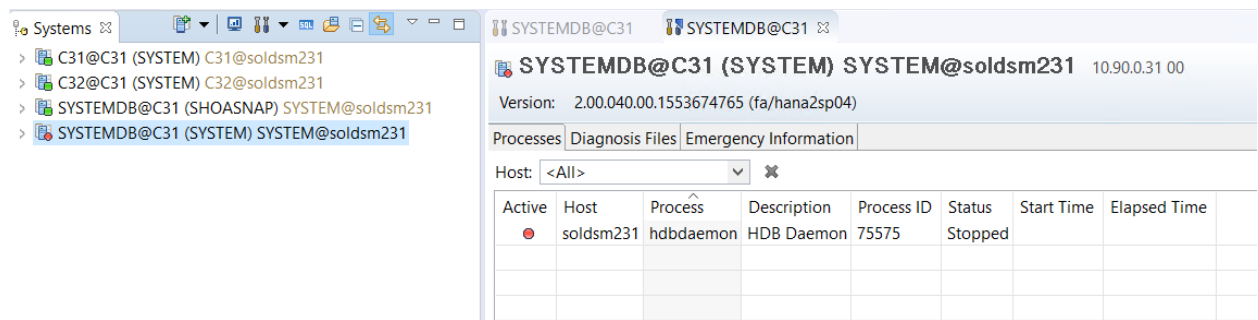 Systems
C31@C31 (SYSTEM) C31@soldsm231
C32@C31 (SYSTEM) C32@soldsm231
SYSTEMDB@C31 (SHOASNAP) SYSTEM@soldsm231
SYSTEMDB@C31 (SYSTEM) SYSTEM@soldsm231
SYSTEMDB@C31 SYSTEMDB@C31
SYSTEMDB@C31 (SYSTEM) SYSTEM@soldsm231 10.90.0.31 00
Version: 2.00.040.00.1553674765 (fa/hana2sp04)
Processes Diagnosis Files Emergency Information
Host: <All>
Active Host Process Description Process ID Status Start Time Elapsed Time
soldsm231 hdbdaemon HDB Daemon 75575 Stopped